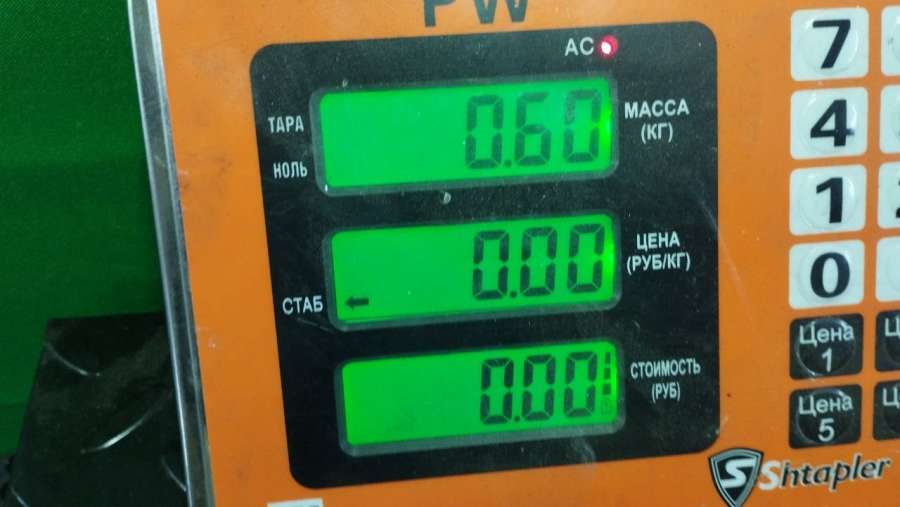 PW
AC
7
ТАРА
0.60
МАССА
(КГ)
НОЛЬ
4
1
0.00
ЦЕНА
(РУБ/КГ)
0
СТАБ
0.00
СТОИМОСТЬ
(РУБ)
Цена
1
Цена
5
S Shtapler